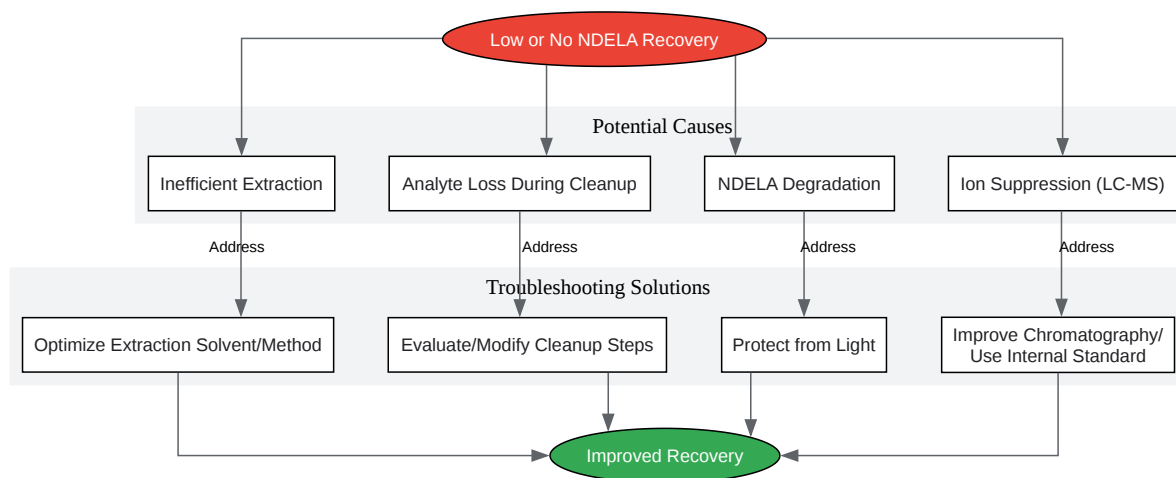 Low or No NDELA Recovery
Potential Causes
Inefficient Extraction
Analyte Loss During Cleanup
NDELA Degradation
Ion Suppression (LC-MS)
Address
Address
Address
Address
Troubleshooting Solutions
Optimize Extraction Solvent/Method
Evaluate/Modify Cleanup Steps
Protect from Light
Improve Chromatography/
Use Internal Standard
Improved Recovery